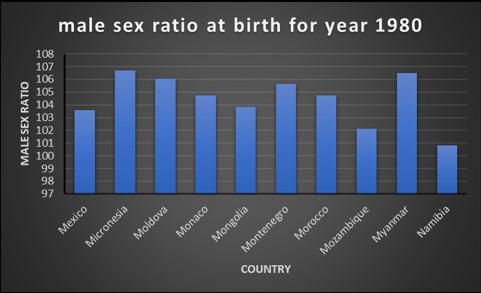 male sex ratio at birth for year 1980
MALE SEX RATIO
108
107
106
105
104
103
102
101
100
99
98
97
Mexico
Micronesia
Moldova
Monaco
Mongolia
Montenegro
Morocco
Mozambique
Myanmar
Namibia
COUNTRY